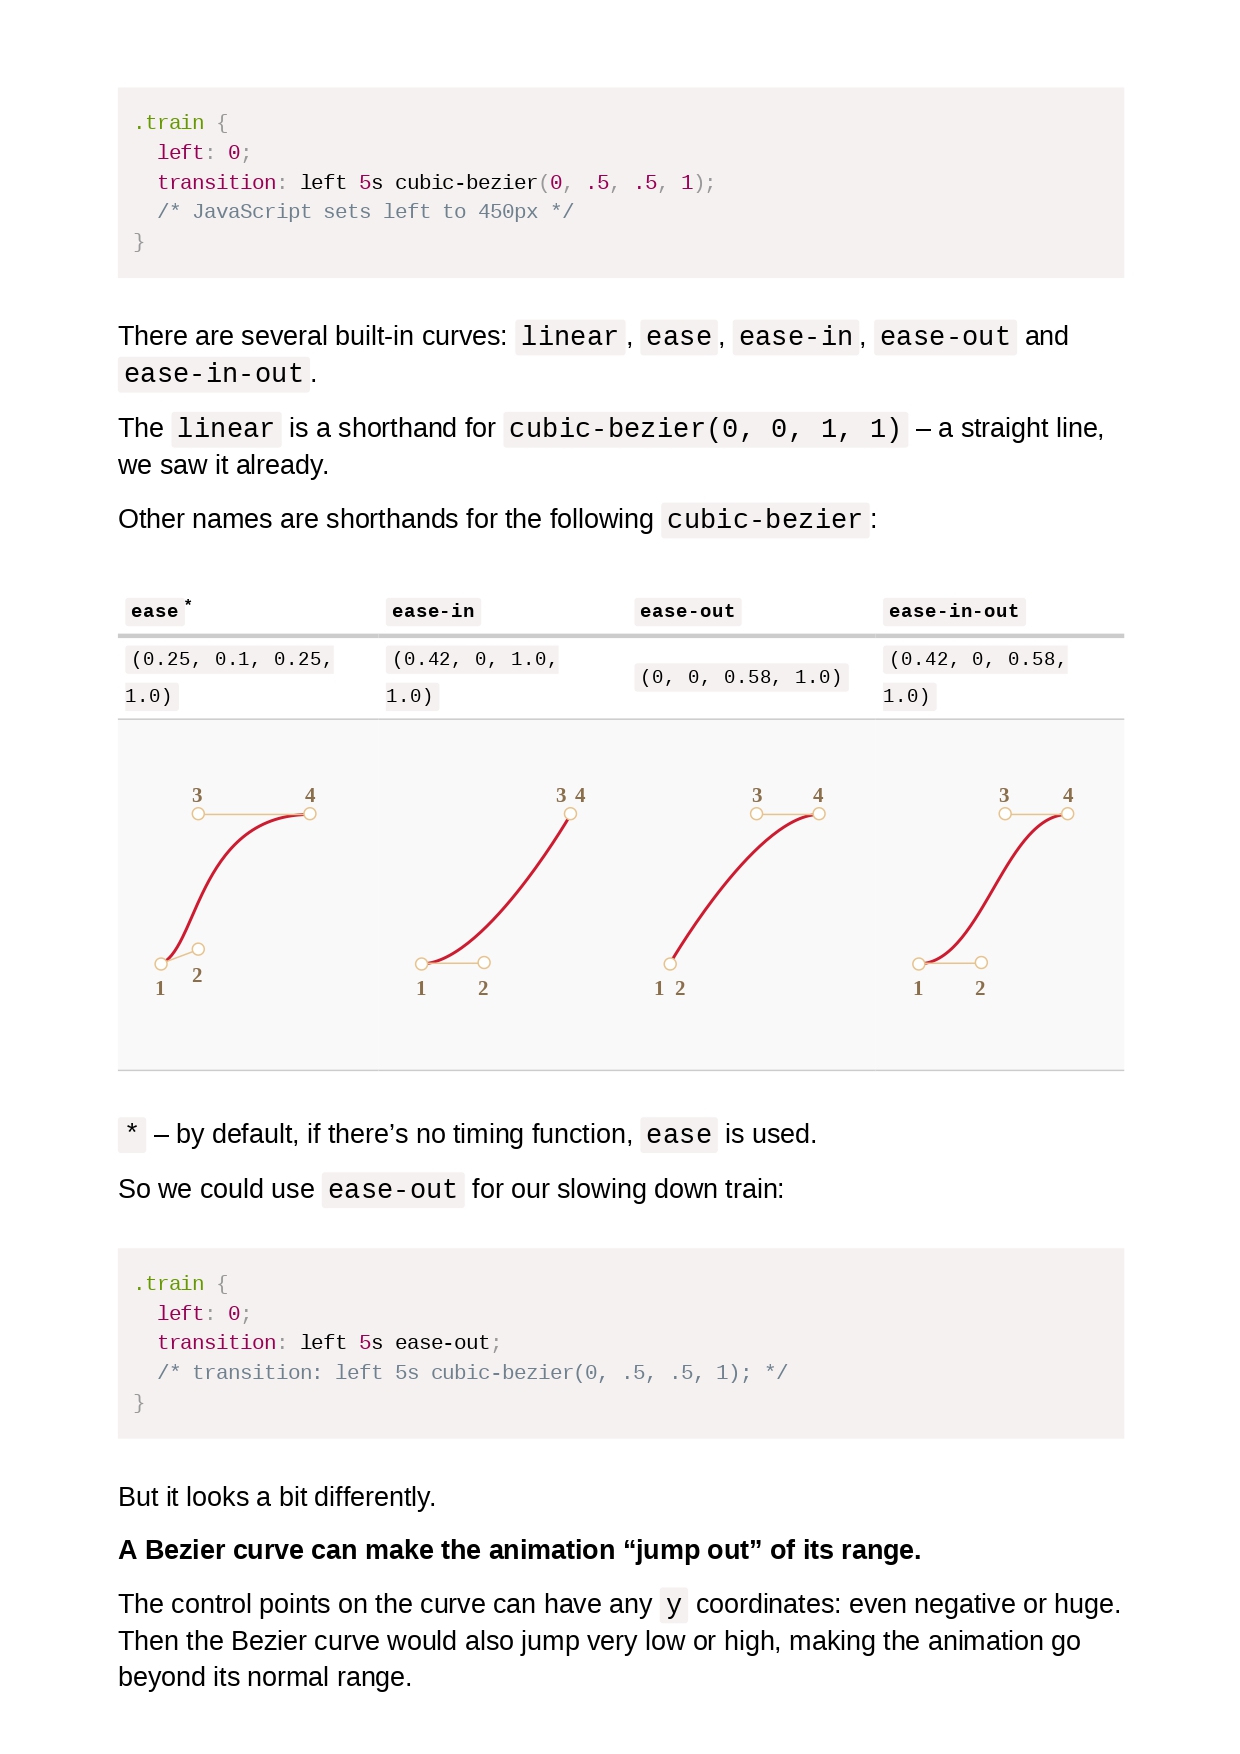 .train {
  left: 0;
  transition: left 5s cubic-bezier(0, .5, .5, 1);
  /* JavaScript sets left to 450px */
}
There are several built-in curves: linear, ease, ease-in, ease-out and
ease-in-out.
The linear is a shorthand for cubic-bezier(0, 0, 1, 1) – a straight line,
we saw it already.
Other names are shorthands for the following cubic-bezier:
ease* ease-in ease-out ease-in-out
(0.25, 0.1, 0.25, (0.42, 0, 1.0, (0, 0, 0.58, 1.0) (0.42, 0, 0.58,
1.0) 1.0) 1.0)
3 4 3 4 3 4 3 4
1 2 1 2 1 2 1 2
* – by default, if there’s no timing function, ease is used.
So we could use ease-out for our slowing down train:
.train {
  left: 0;
  transition: left 5s ease-out;
  /* transition: left 5s cubic-bezier(0, .5, .5, 1); */
}
But it looks a bit differently.
A Bezier curve can make the animation “jump out” of its range.
The control points on the curve can have any y coordinates: even negative or huge.
Then the Bezier curve would also jump very low or high, making the animation go
beyond its normal range.